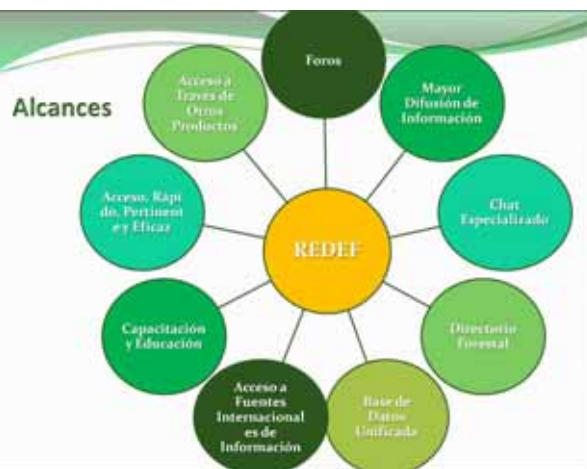 Alcances
Foros
Mayor
Difusión de
Información
Chat
Especializado
Directorio
Forestal
Base de
Datos
Unificada
Acceso a
Fuentes
Internacional
es de
Información
Capacitación
y Educación
Acceso, Rápi
do, Pertinent
e y Eficaz
Acceso a
Través de
Otros
Productos
REDEF